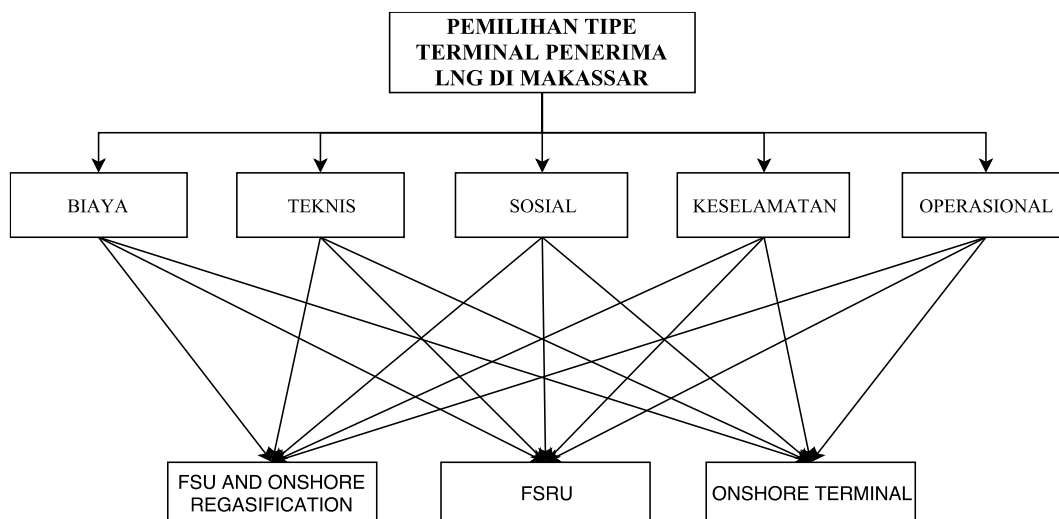 PEMILIHAN TIPE
TERMINAL PENERIMA
LNG DI MAKASSAR
BIAYA
TEKNIS
SOSIAL
KESELAMATAN
OPERASIONAL
FSU AND ONSHORE
REGASIFICATION
FSRU
ONSHORE TERMINAL